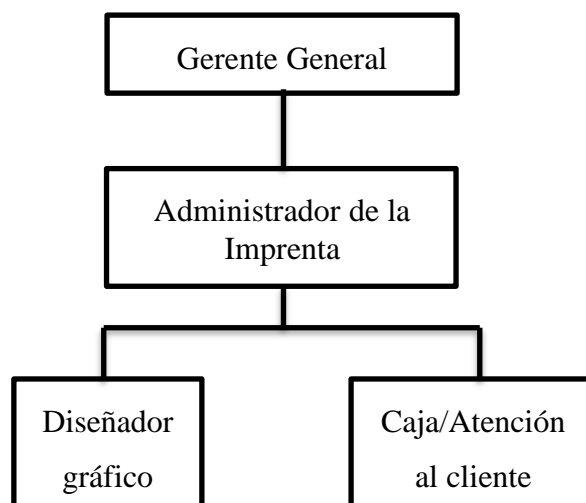 Gerente General
Administrador de la
Imprenta
Diseñador
gráfico
Caja/Atención
al cliente